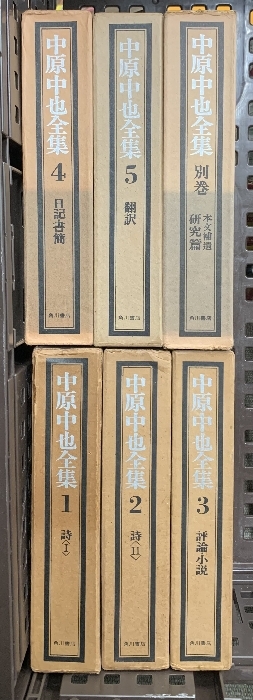 中原中也全集
4
日記・書簡
角川書店
中原中也全集
5
翻訳
角川書店
中原中也全集
別巻
本文補遺
研究篇
角川書店
中原中也全集
1
詩〈I〉
角川書店
中原中也全集
2
詩〈II〉
角川書店
中原中也全集
3
評論・小説
角川書店